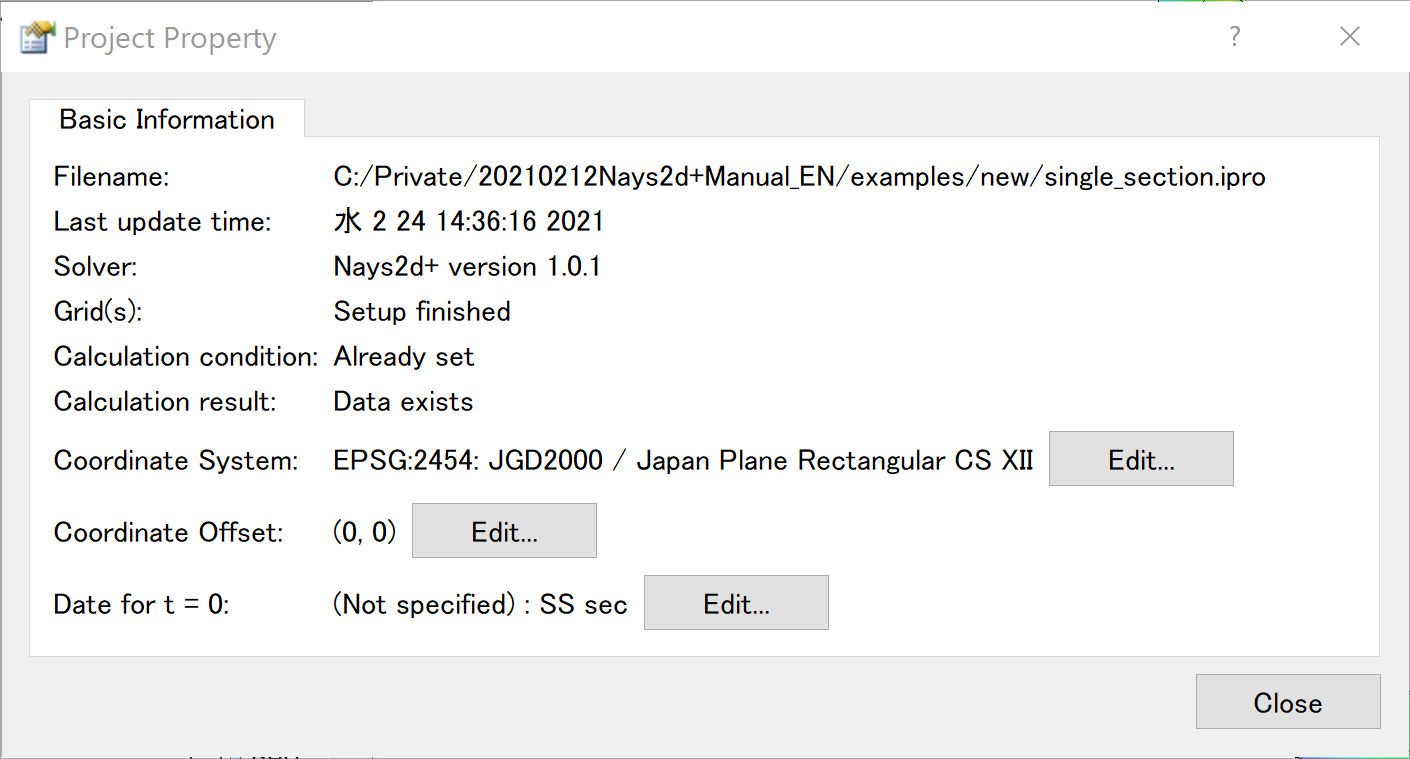 Project Property
?
Basic Information
Filename: C:/Private/20210212Nays2d+Manual_EN/examples/new/single_section.ipro
Last update time: 水 2 24 14:36:16 2021
Solver: Nays2d+ version 1.0.1
Grid(s): Setup finished
Calculation condition: Already set
Calculation result: Data exists
Coordinate System: EPSG:2454: JGD2000 / Japan Plane Rectangular CS XII Edit...
Coordinate Offset: (0, 0) Edit...
Date for t = 0: (Not specified) : SS sec Edit...
Close